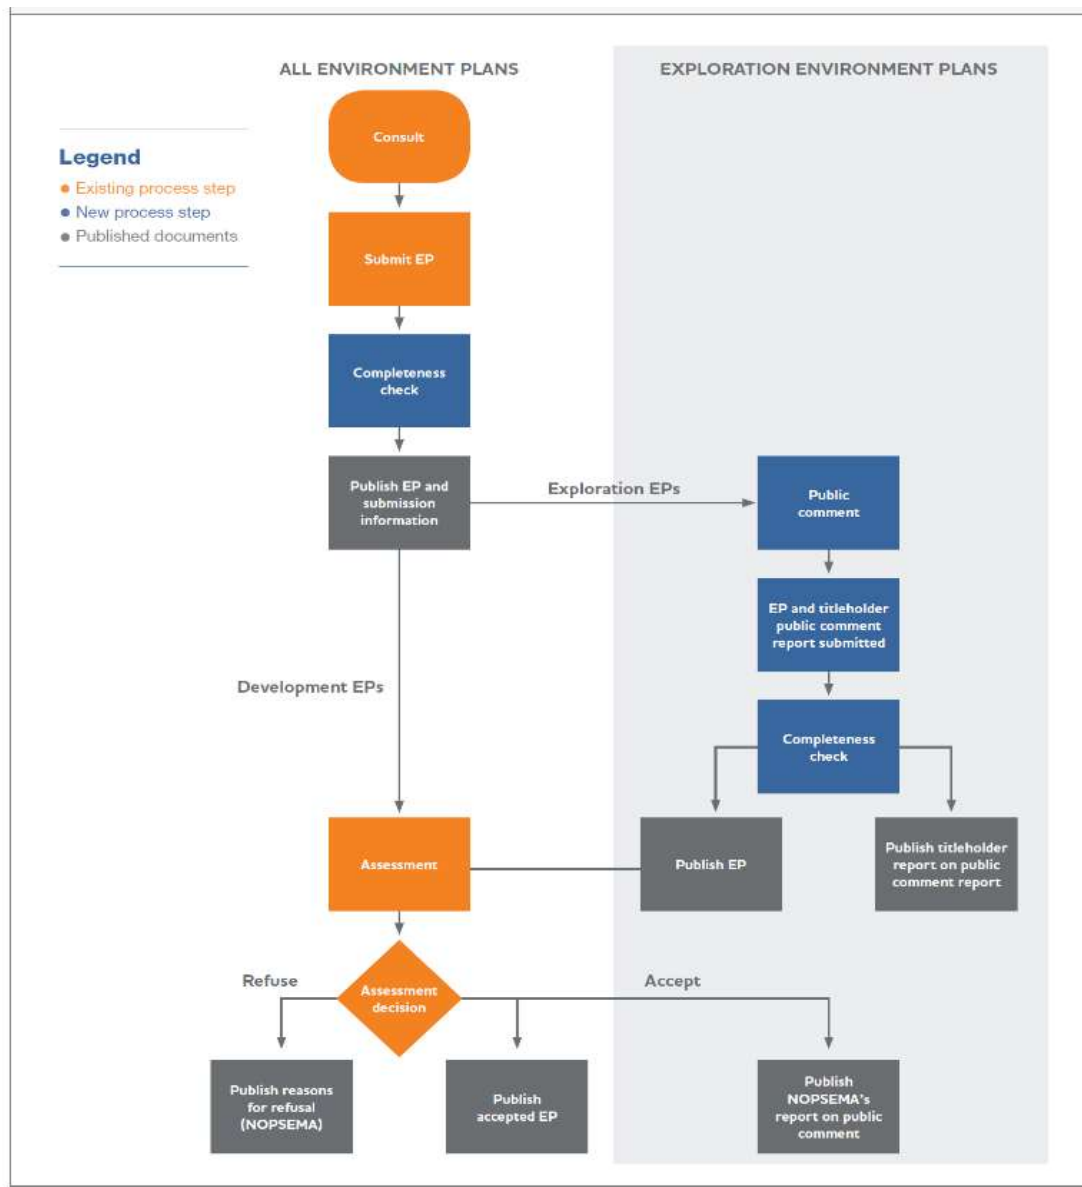 ALL ENVIRONMENT PLANS
EXPLORATION ENVIRONMENT PLANS
Consult
Legend
Existing process step
New process step
Published documents
Submit EP
Completeness
check
Publish EP and
submission
information
Exploration EPs
Public
comment
EP and titleholder
public comment
report submitted
Development EPs
Completeness
check
Assessment
Publish EP
Publish titleholder
report on public
comment report
Refuse
Assessment
decision
Accept
Publish reasons
for refusal
(NOPSEMA)
Publish
accepted EP
Publish
NOPSEMA's
report on public
comment